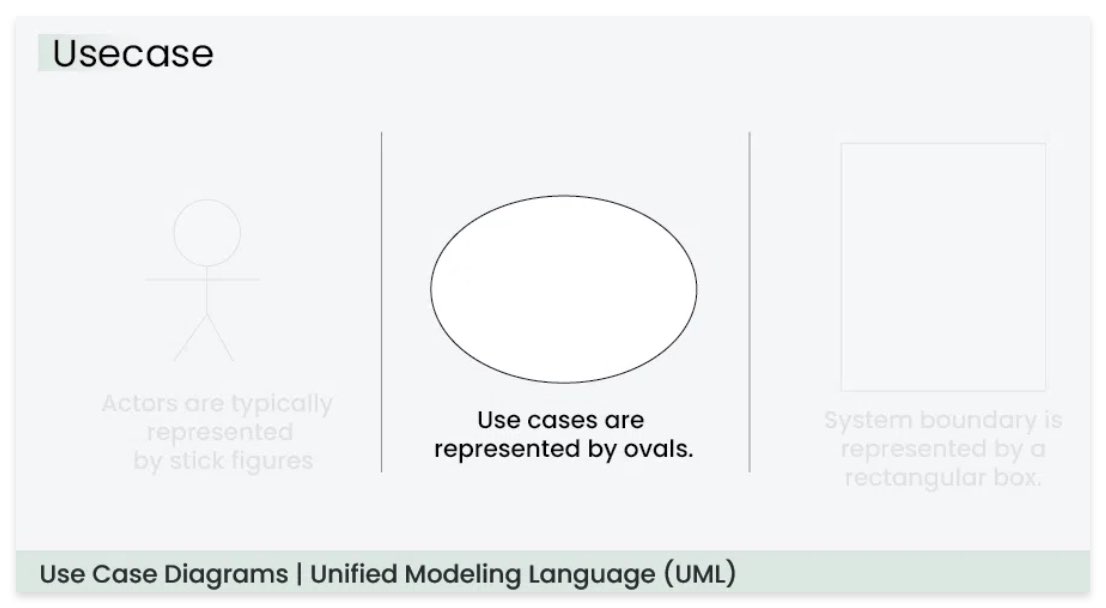 Usecase
Actors are typically
represented
by stick figures
Use cases are
represented by ovals.
System boundary is
represented by a
rectangular box.
Use Case Diagrams | Unified Modeling Language (UML)